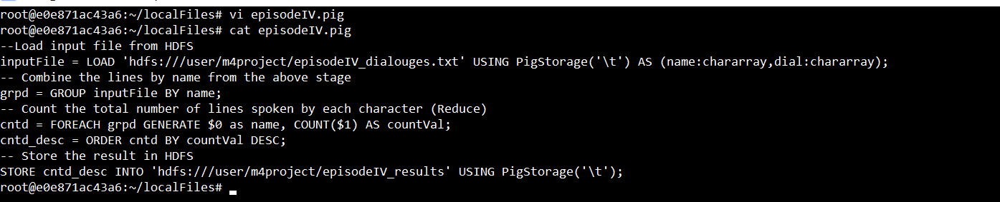 root@e0e871ac43a6:~/localFiles# vi episodeIV.pig
root@e0e871ac43a6:~/localFiles# cat episodeIV.pig
--Load input file from HDFS
inputFile = LOAD 'hdfs:///user/m4project/episodeIV_dialouges.txt' USING PigStorage('\t') AS (name:chararray,dial:chararray);
-- Combine the lines by name from the above stage
grpd = GROUP inputFile BY name;
-- Count the total number of lines spoken by each character (Reduce)
cntd = FOREACH grpd GENERATE $0 as name, COUNT($1) AS countVal;
cntd_desc = ORDER cntd BY countVal DESC;
-- Store the result in HDFS
STORE cntd_desc INTO 'hdfs:///user/m4project/episodeIV_results' USING PigStorage('\t');
root@e0e871ac43a6:~/localFiles#